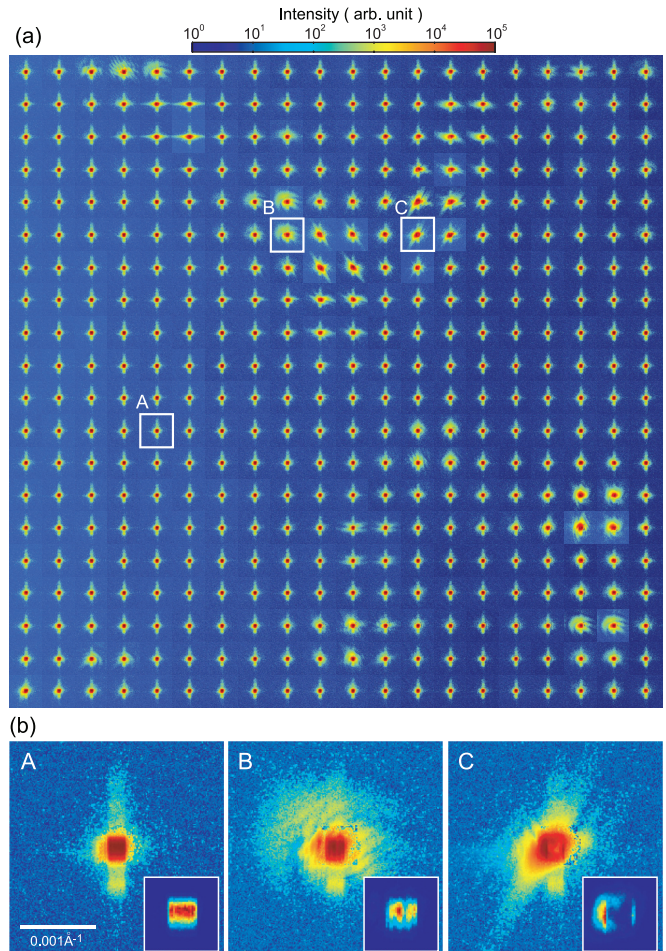 Intensity ( arb. unit )
(a)
10⁰ 10¹ 10² 10³ 10⁴ 10⁵
B
C
A
(b)
A
B
C
0.001Å⁻¹